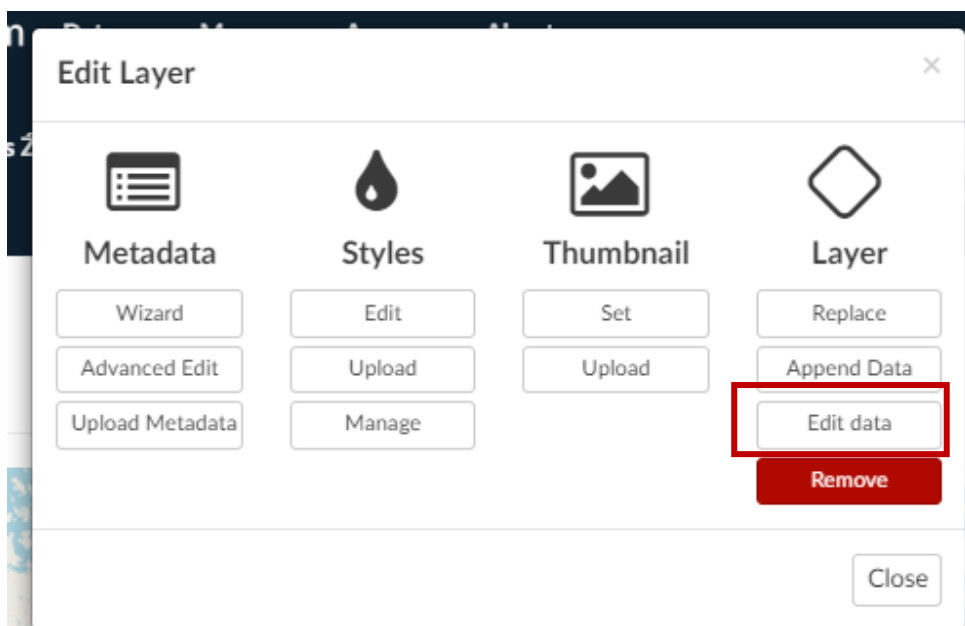 Edit Layer
×
Metadata
Styles
Thumbnail
Layer
Wizard
Edit
Set
Replace
Advanced Edit
Upload
Upload
Append Data
Upload Metadata
Manage
Edit data
Remove
Close